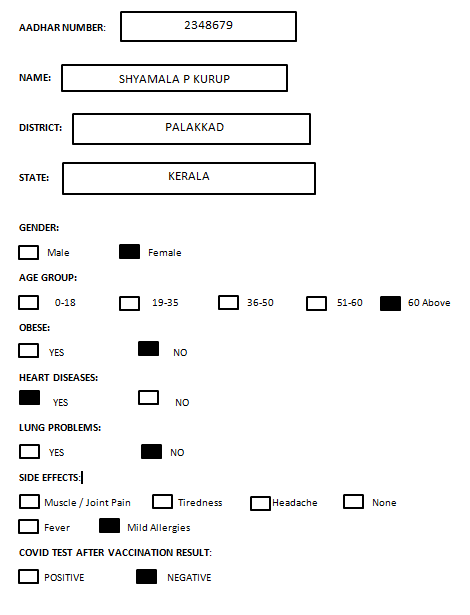 AADHAR NUMBER: 2348679
NAME: SHYAMALA P KURUP
DISTRICT: PALAKKAD
STATE: KERALA
GENDER:
Male Female
AGE GROUP:
0-18 19-35 36-50 51-60 60 Above
OBESE:
YES NO
HEART DISEASES:
YES NO
LUNG PROBLEMS:
YES NO
SIDE EFFECTS:
Muscle / Joint Pain Tiredness Headache None
Fever Mild Allergies
COVID TEST AFTER VACCINATION RESULT:
POSITIVE NEGATIVE